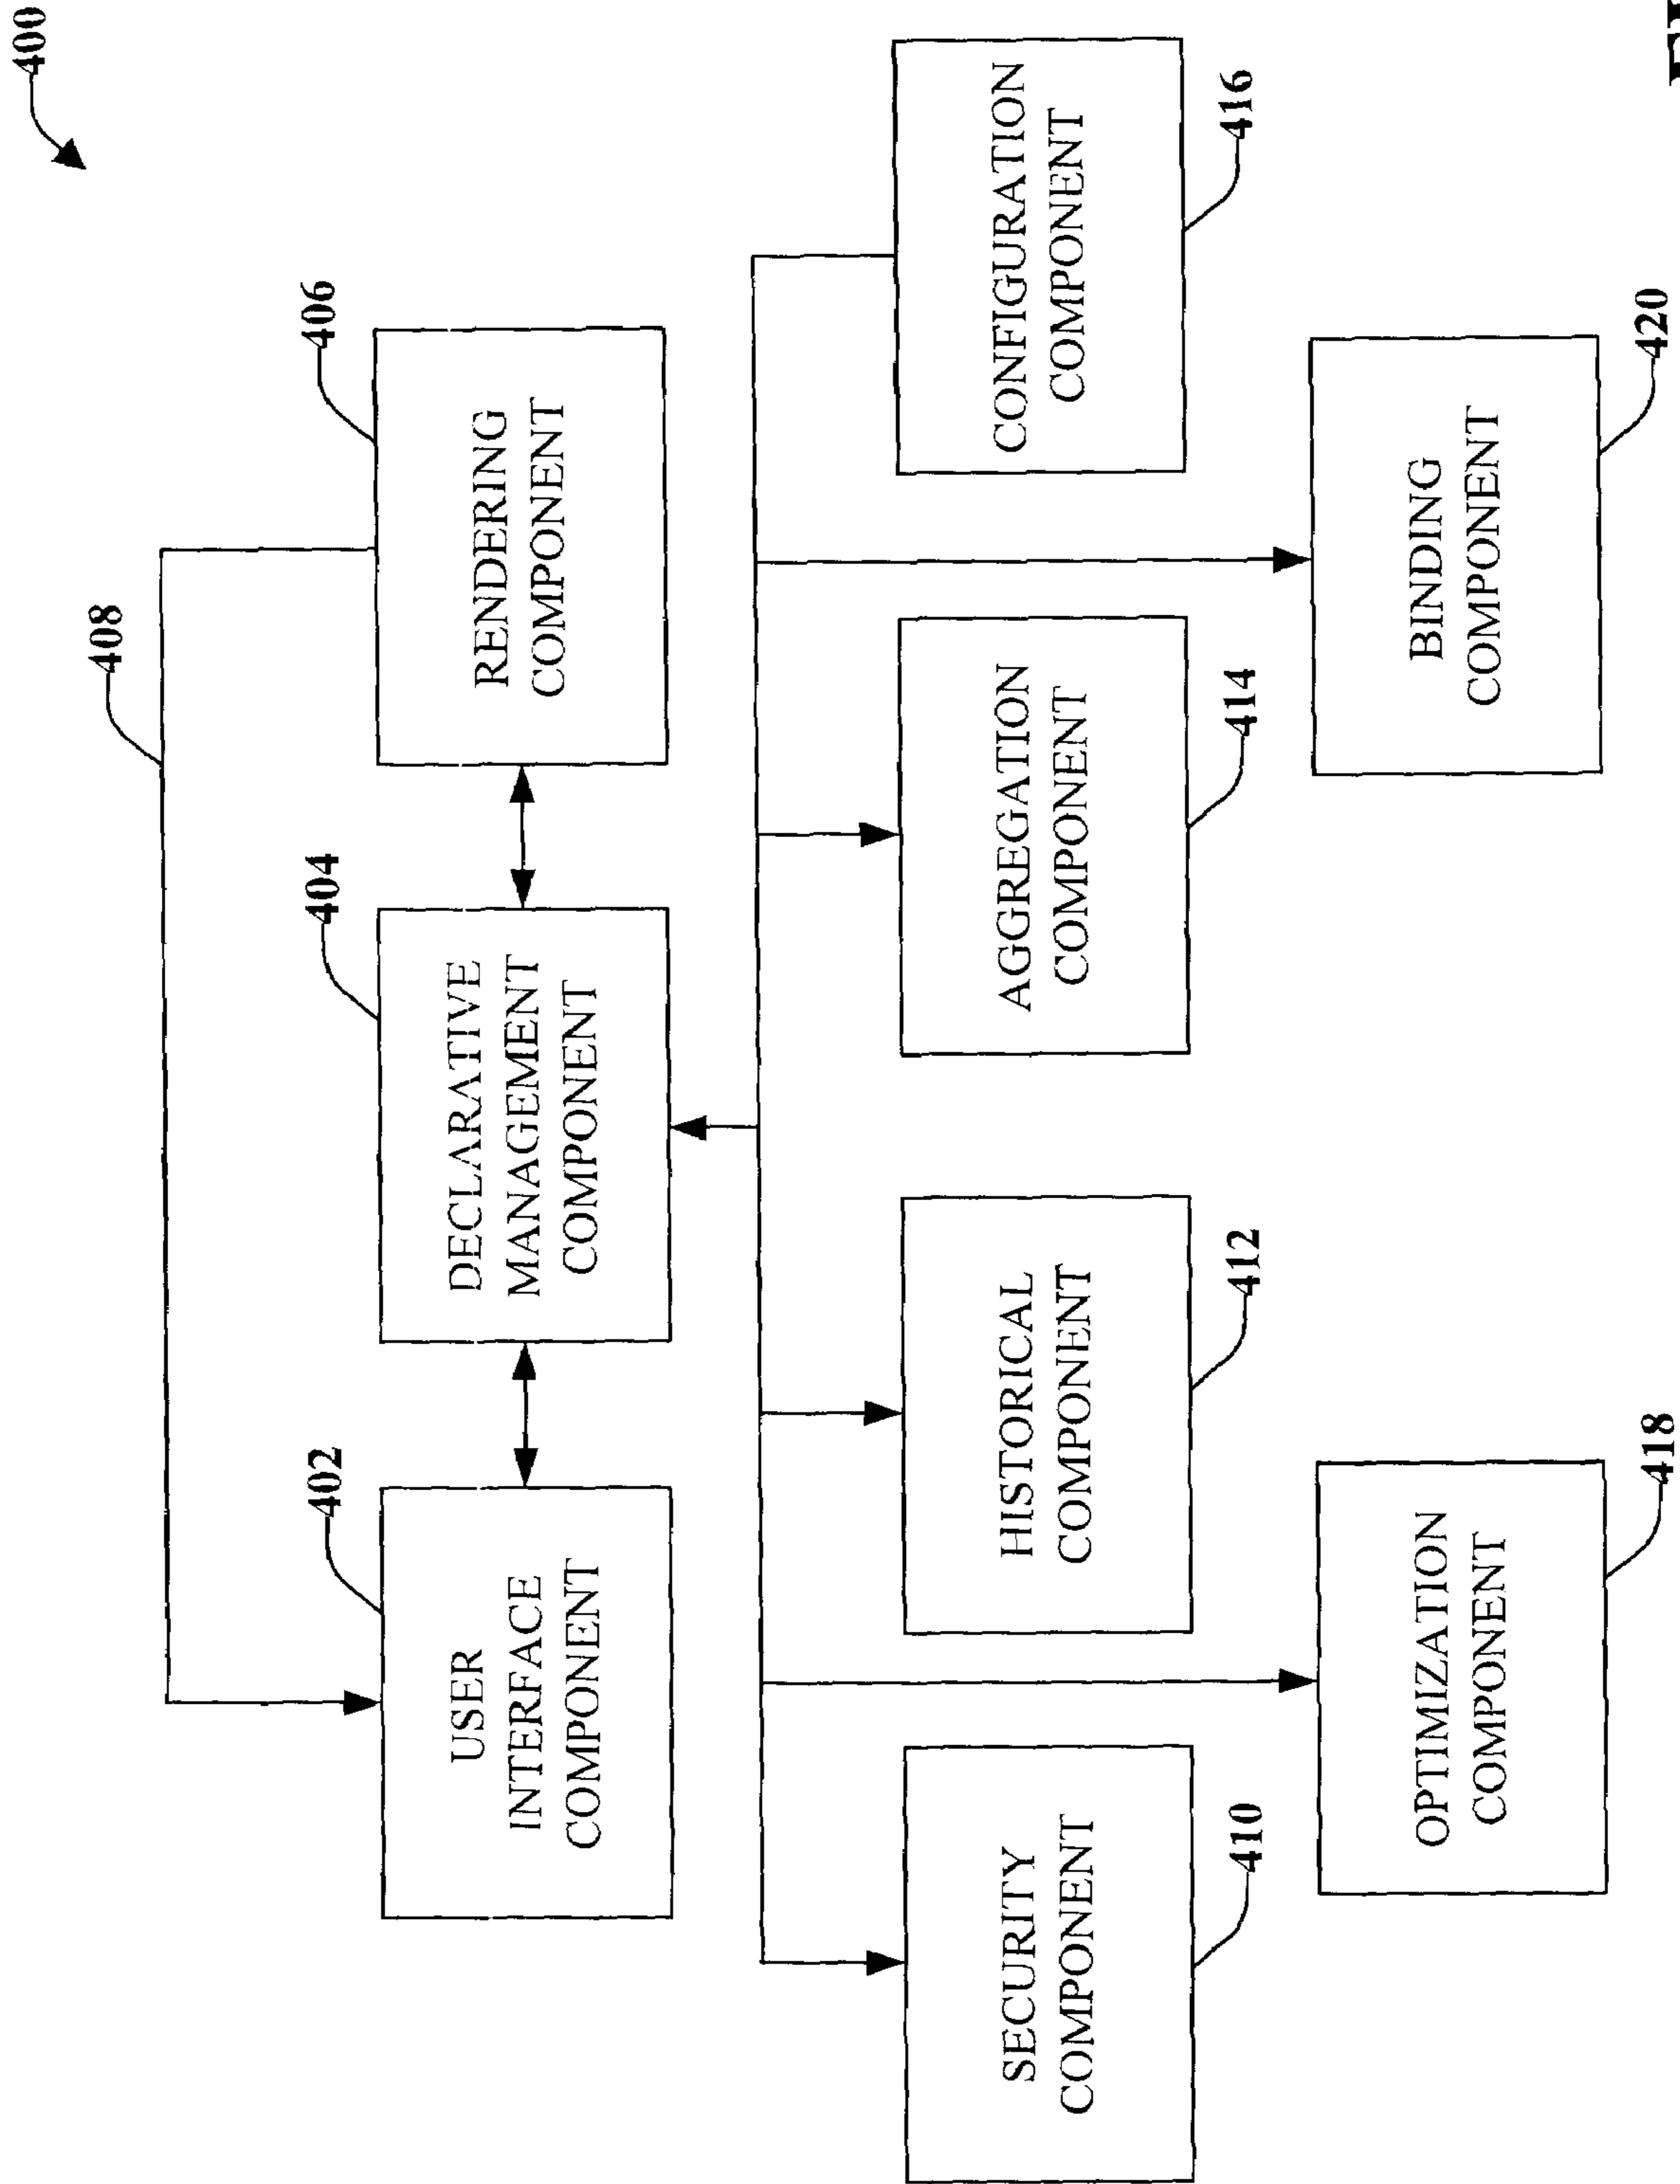 400
408
402
404
406
USER
INTERFACE
COMPONENT
DECLARATIVE
MANAGEMENT
COMPONENT
RENDERING
COMPONENT
SECURITY
COMPONENT
HISTORICAL
COMPONENT
AGGREGATION
COMPONENT
CONFIGURATION
COMPONENT
410
412
414
416
OPTIMIZATION
COMPONENT
BINDING
COMPONENT
418
420